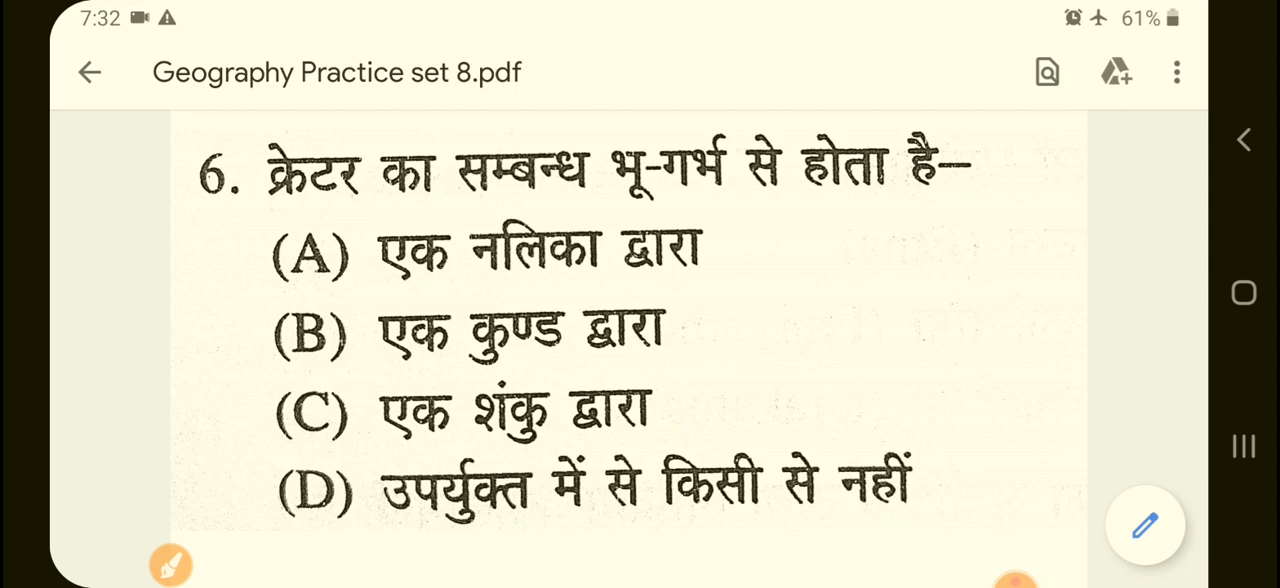 7:32
61%
Geography Practice set 8.pdf
6. क्रेटर का सम्बन्ध भू-गर्भ से होता है–
(A) एक नलिका द्वारा
(B) एक कुण्ड द्वारा
(C) एक शंकु द्वारा
(D) उपर्युक्त में से किसी से नहीं